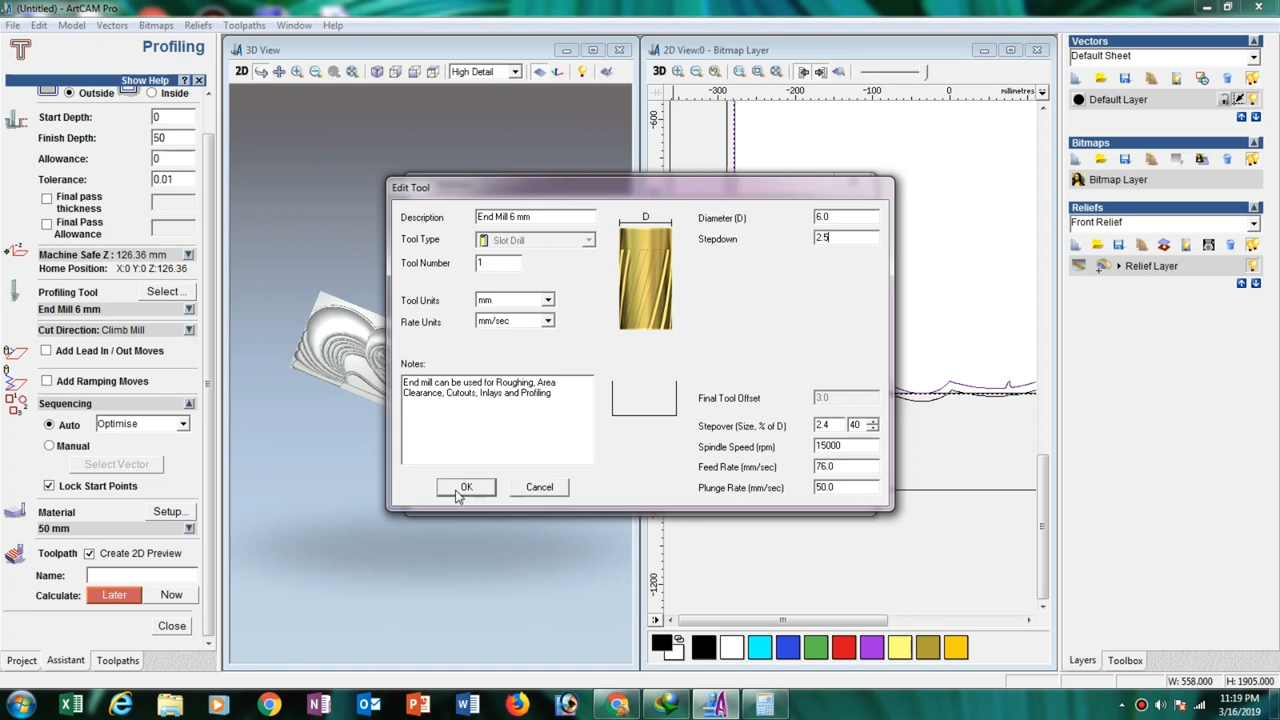 (Untitled) - ArtCAM Pro
File Edit Model Vectors Bitmaps Reliefs Toolpaths Window Help
Profiling
Show Help ? X
Outside Inside
Start Depth: 0
Finish Depth: 50
Allowance: 0
Tolerance: 0.01
Final pass
thickness
Final Pass
Allowance
Machine Safe Z : 126.36 mm
Home Position: X:0 Y:0 Z:126.36
Profiling Tool Select...
End Mill 6 mm
Cut Direction: Climb Mill
Add Lead In / Out Moves
Add Ramping Moves
Sequencing
Auto Optimise
Manual
Select Vector
Lock Start Points
Material Setup...
50 mm
Toolpath Create 2D Preview
Name:
Calculate: Later Now
Close
Project Assistant Toolpaths
3D View
2D High Detail
2D View:0 - Bitmap Layer
3D
-300 -200 -100 0 millimetres
-600
-1200
Edit Tool
Description End Mill 6 mm
Tool Type Slot Drill
Tool Number 1
Tool Units mm
Rate Units mm/sec
Notes:
End mill can be used for Roughing, Area
Clearance, Cutouts, Inlays and Profiling
OK Cancel
D
Diameter (D) 6.0
Stepdown 2.5
Final Tool Offset 3.0
Stepover (Size, % of D) 2.4 40
Spindle Speed (rpm) 15000
Feed Rate (mm/sec) 76.0
Plunge Rate (mm/sec) 50.0
Vectors
Default Sheet
Default Layer
Bitmaps
Bitmap Layer
Reliefs
Front Relief
Relief Layer
Layers Toolbox
W: 558.000 H: 1905.000
11:19 PM
3/16/2019